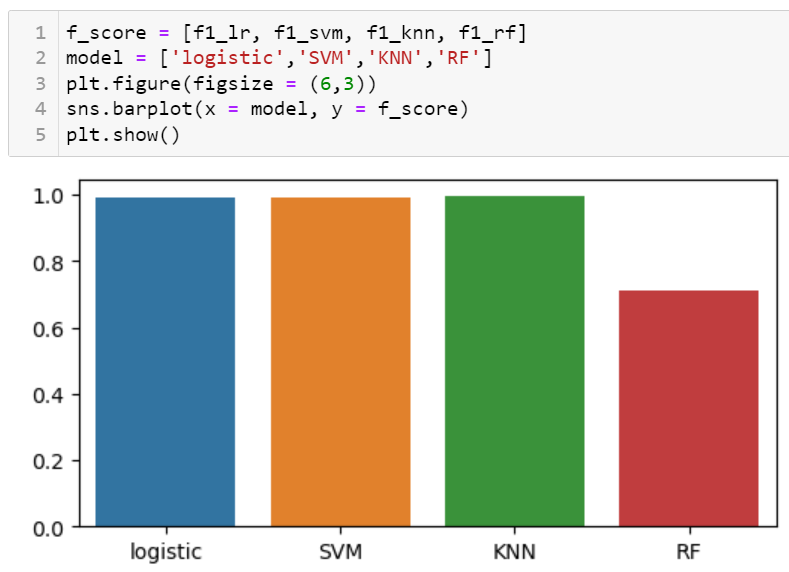 1 f_score = [f1_lr, f1_svm, f1_knn, f1_rf]
2 model = ['logistic','SVM','KNN','RF']
3 plt.figure(figsize = (6,3))
4 sns.barplot(x = model, y = f_score)
5 plt.show()
1.0
0.8
0.6
0.4
0.2
0.0
logistic SVM KNN RF